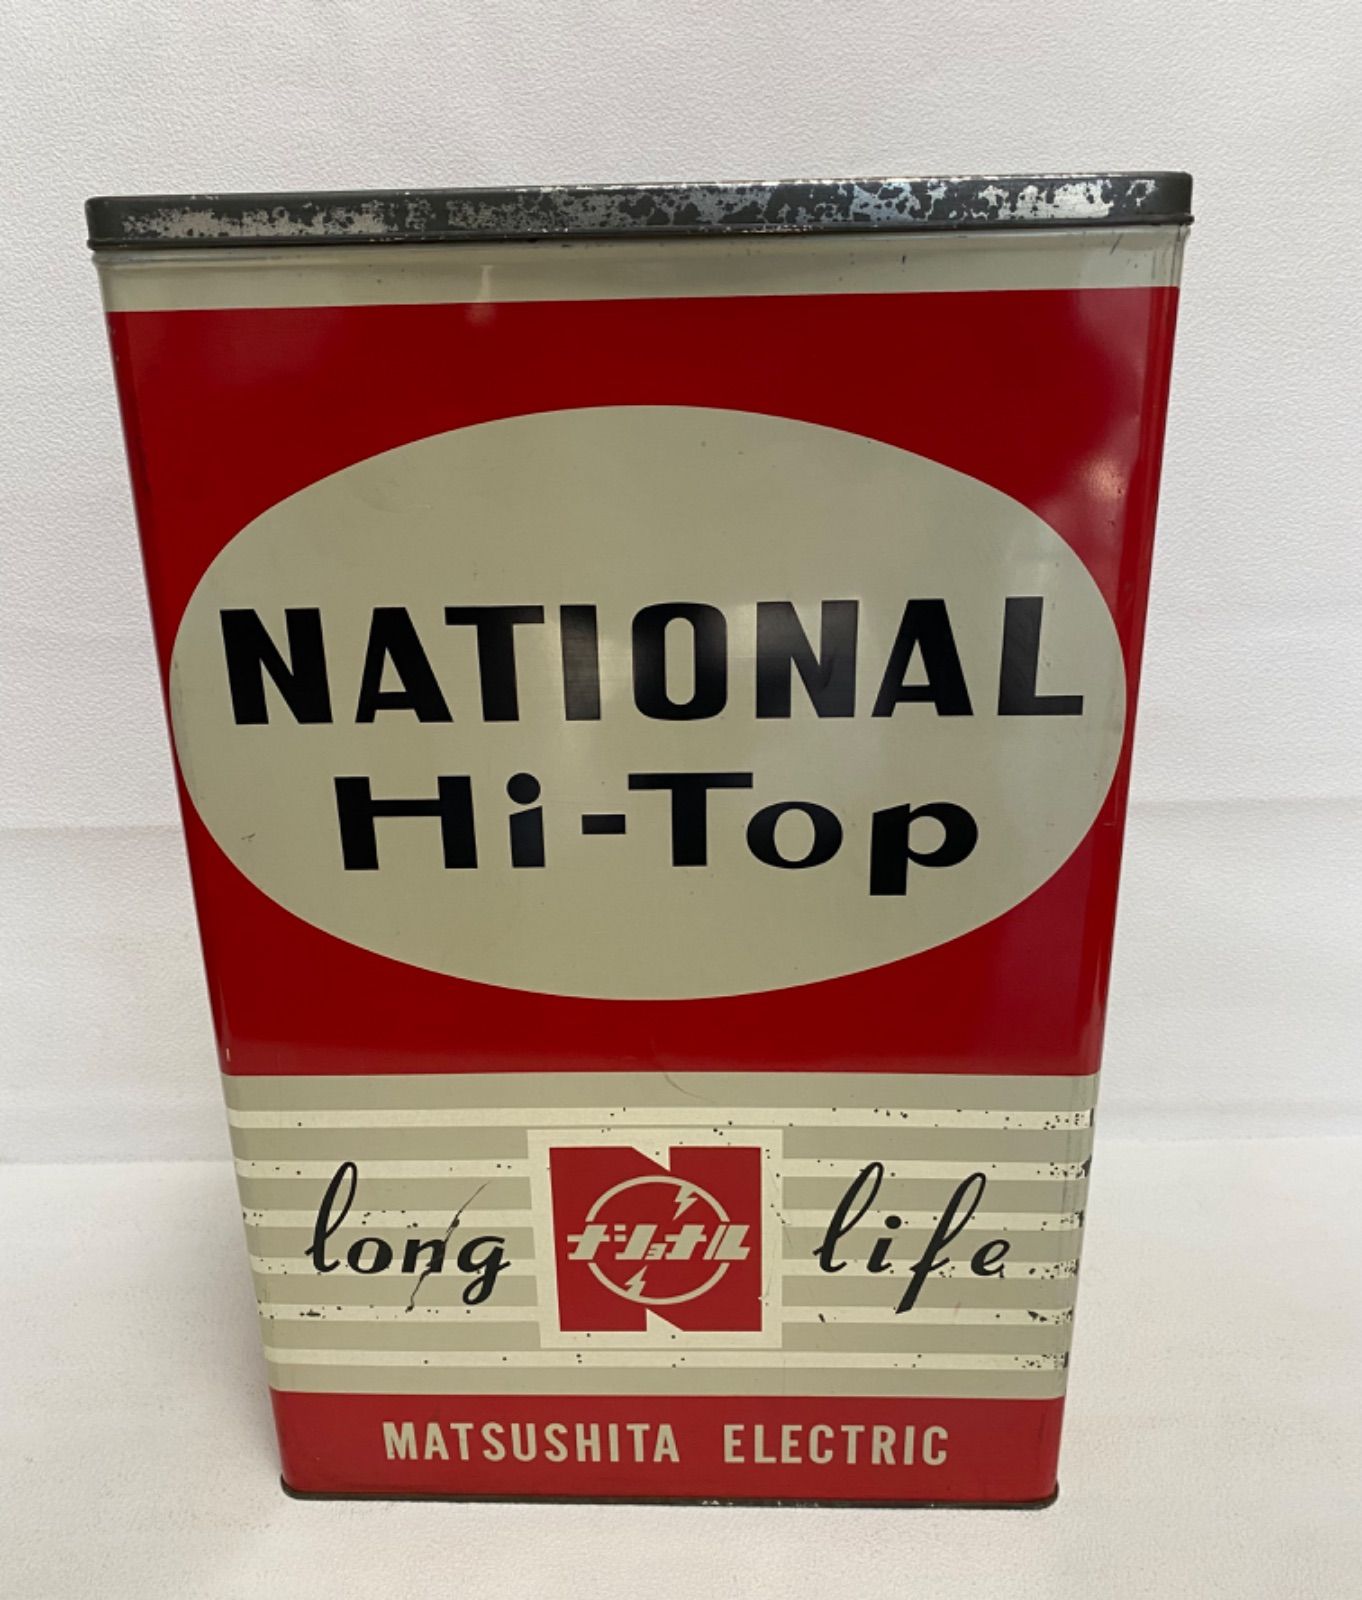 NATIONAL
Hi-Top
long ナショナル life
MATSUSHITA ELECTRIC